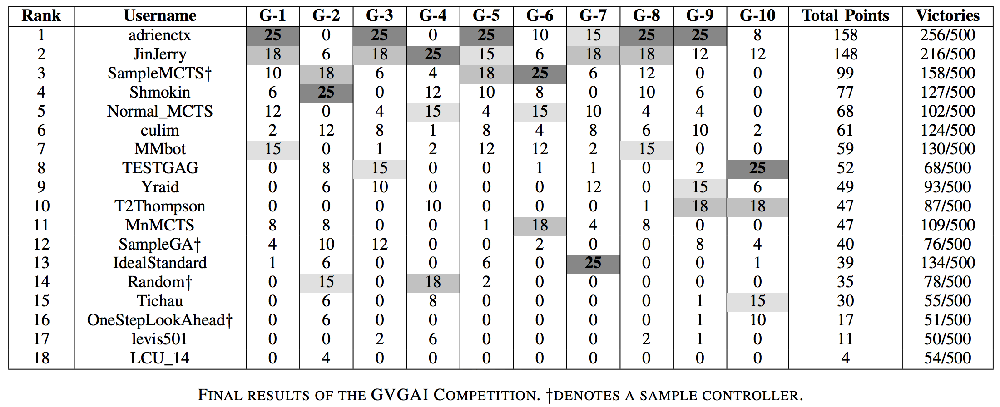 Rank Username G-1 G-2 G-3 G-4 G-5 G-6 G-7 G-8 G-9 G-10 Total Points Victories
1 adrienctx 25 0 25 0 25 10 15 25 25 8 158 256/500
2 JinJerry 18 6 18 25 15 6 18 18 12 12 148 216/500
3 SampleMCTS† 10 18 6 4 18 25 6 12 0 0 99 158/500
4 Shmokin 6 25 0 12 10 8 0 10 6 0 77 127/500
5 Normal_MCTS 12 0 4 15 4 15 10 4 4 0 68 102/500
6 culim 2 12 8 1 8 4 8 6 10 2 61 124/500
7 MMbot 15 0 1 2 12 12 2 15 0 0 59 130/500
8 TESTGAG 0 8 15 0 0 1 1 0 2 25 52 68/500
9 Yraid 0 6 10 0 0 0 12 0 15 6 49 93/500
10 T2Thompson 0 0 0 10 0 0 0 1 18 18 47 87/500
11 MnMCTS 8 8 0 0 1 18 4 8 0 0 47 109/500
12 SampleGA† 4 10 12 0 0 2 0 0 8 4 40 76/500
13 IdealStandard 1 6 0 0 6 0 25 0 0 1 39 134/500
14 Random† 0 15 0 18 2 0 0 0 0 0 35 78/500
15 Tichau 0 6 0 8 0 0 0 0 1 15 30 55/500
16 OneStepLookAhead† 0 6 0 0 0 0 0 0 1 10 17 51/500
17 levis501 0 0 2 6 0 0 0 2 1 0 11 50/500
18 LCU_14 0 4 0 0 0 0 0 0 0 0 4 54/500
FINAL RESULTS OF THE GVGAI COMPETITION. †DENOTES A SAMPLE CONTROLLER.